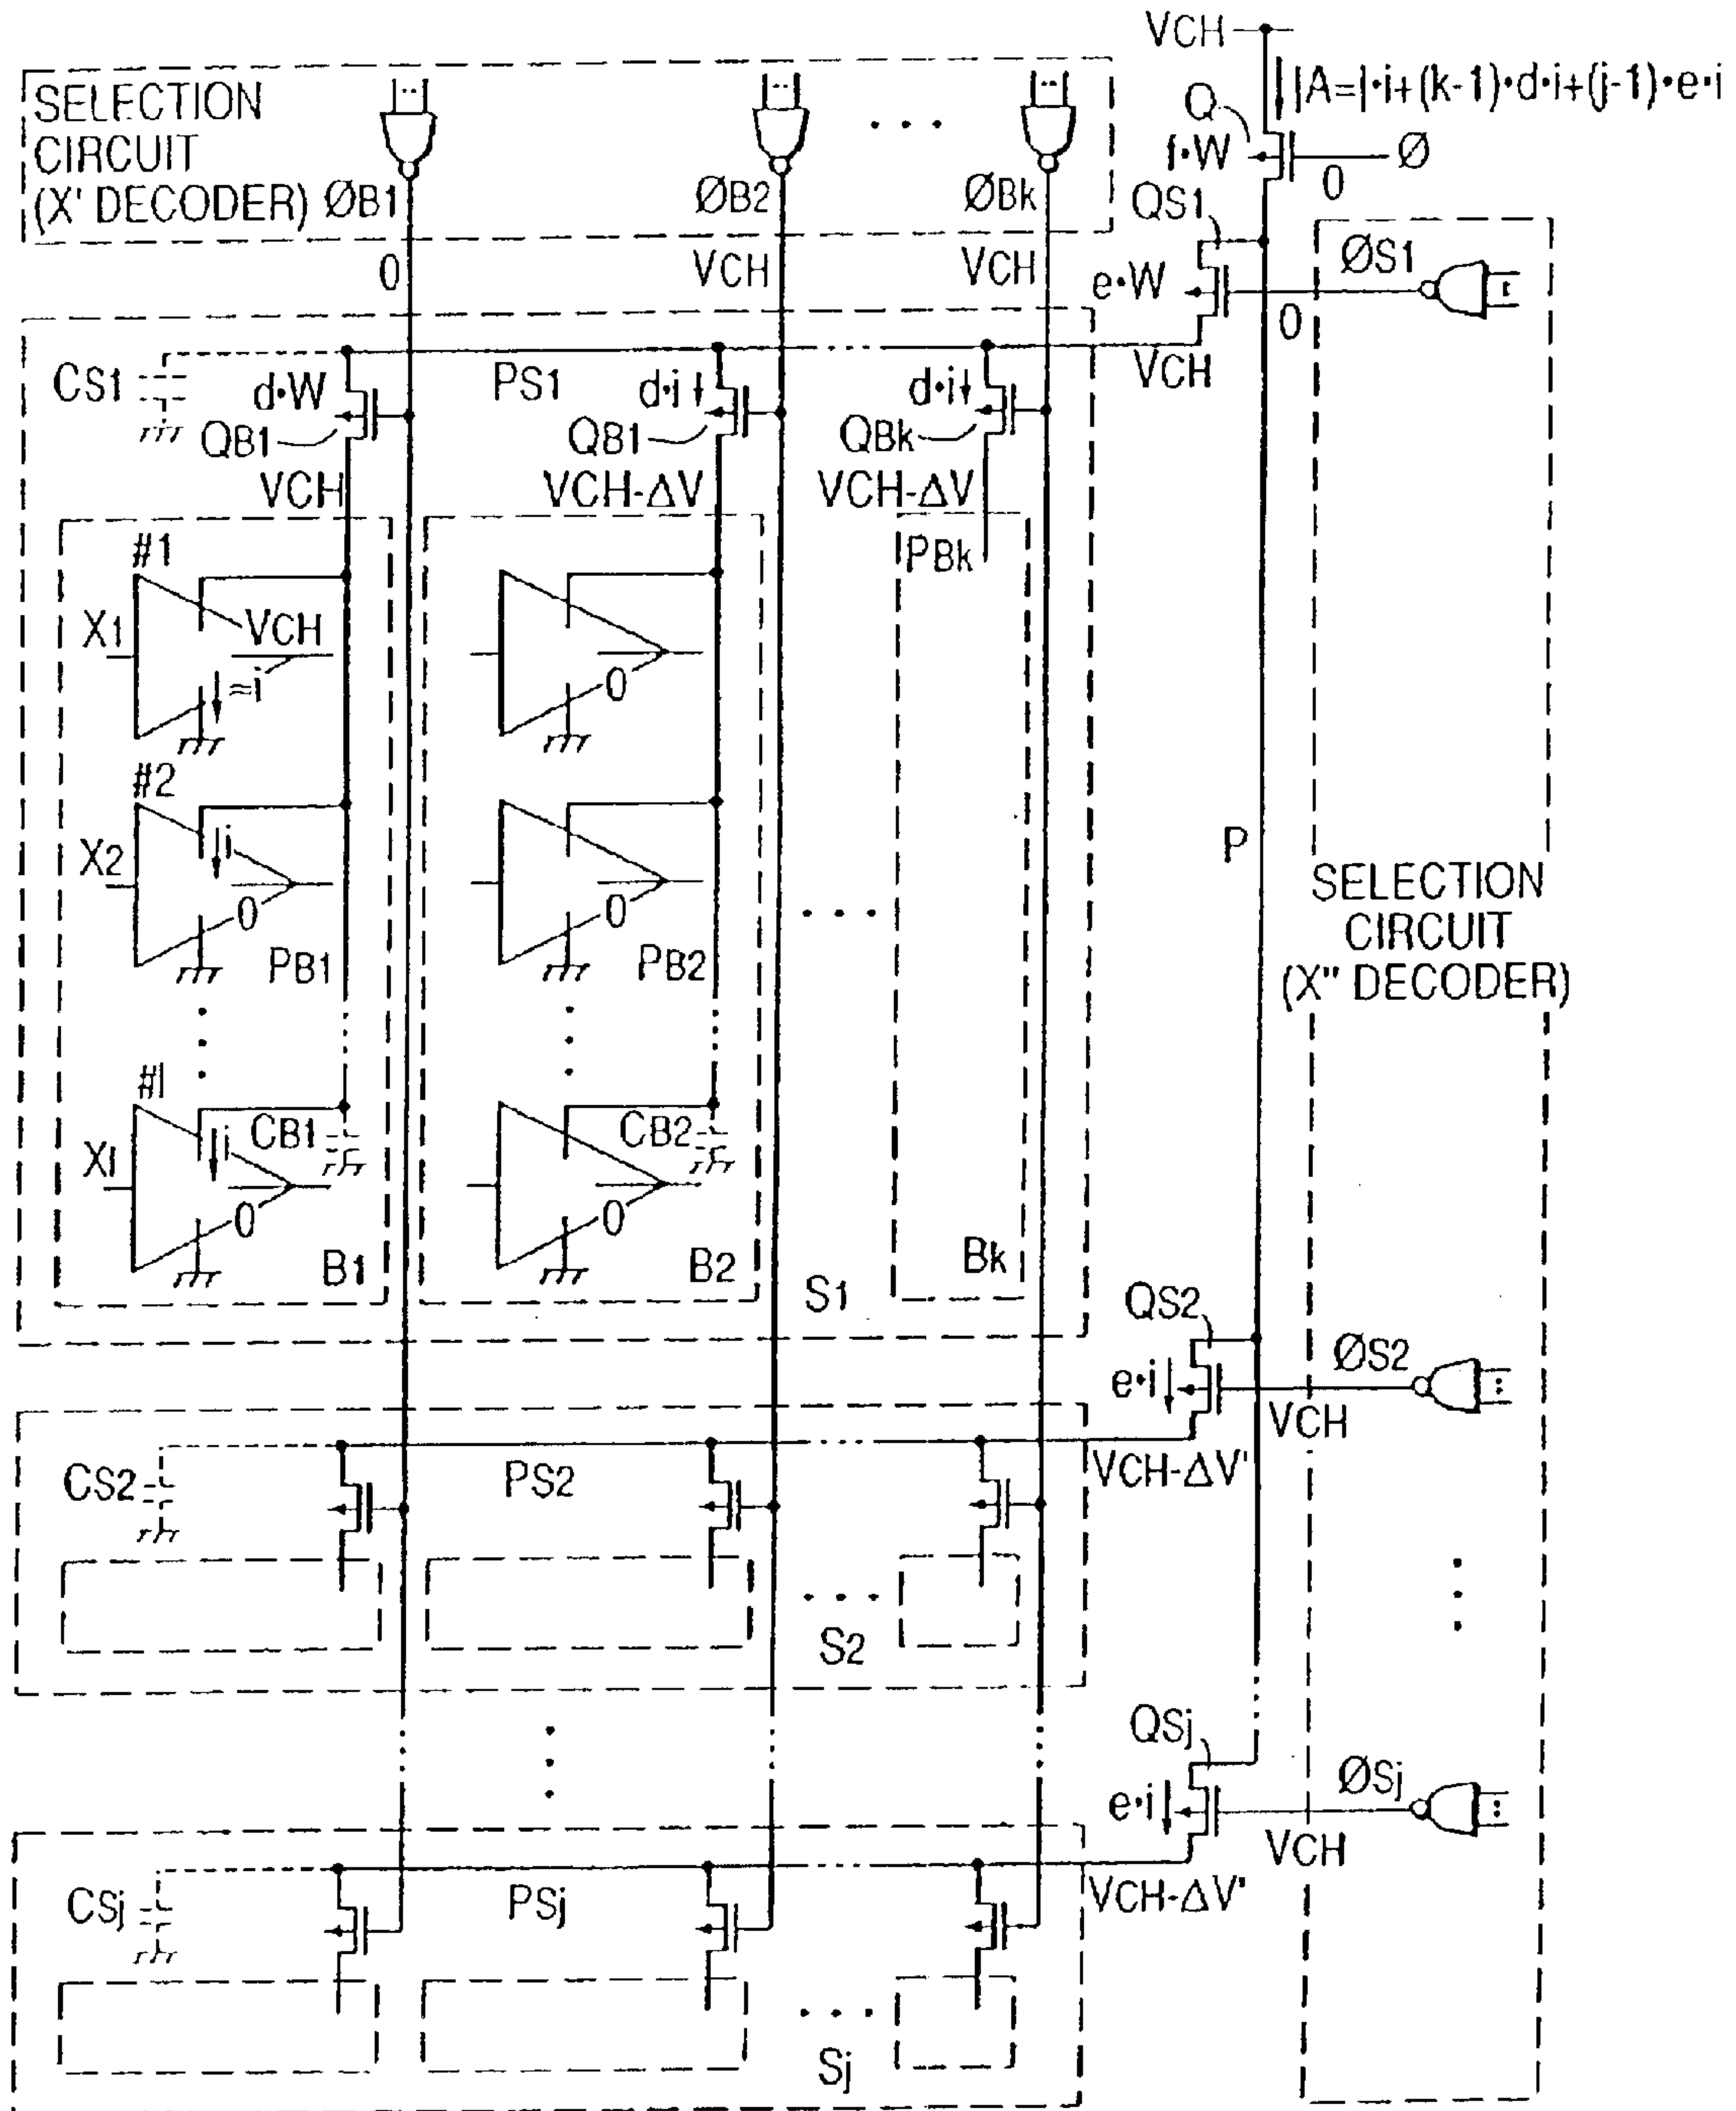 VCH
IA=l·i+(k-1)·d·i+(j-1)·e·i
SELECTION
CIRCUIT
(X' DECODER)
ØB1
ØB2
ØBk
...
Q
f·W
Ø
0
QS1
0
VCH
VCH
e·W
ØS1
0
VCH
CS1
d·W
PS1
d·i
d·i
QB1
QB1
QBk
VCH
VCH-ΔV
VCH-ΔV
#1
PBk
X1
VCH
≈i
0
#2
X2
i
0
0
PB1
PB2
P
SELECTION
CIRCUIT
(X" DECODER)
#l
Xl
i
CB1
CB2
0
0
B1
B2
Bk
S1
QS2
e·i
ØS2
VCH
VCH-ΔV'
CS2
PS2
S2
QSj
e·i
ØSj
VCH
VCH-ΔV'
CSj
PSj
Sj